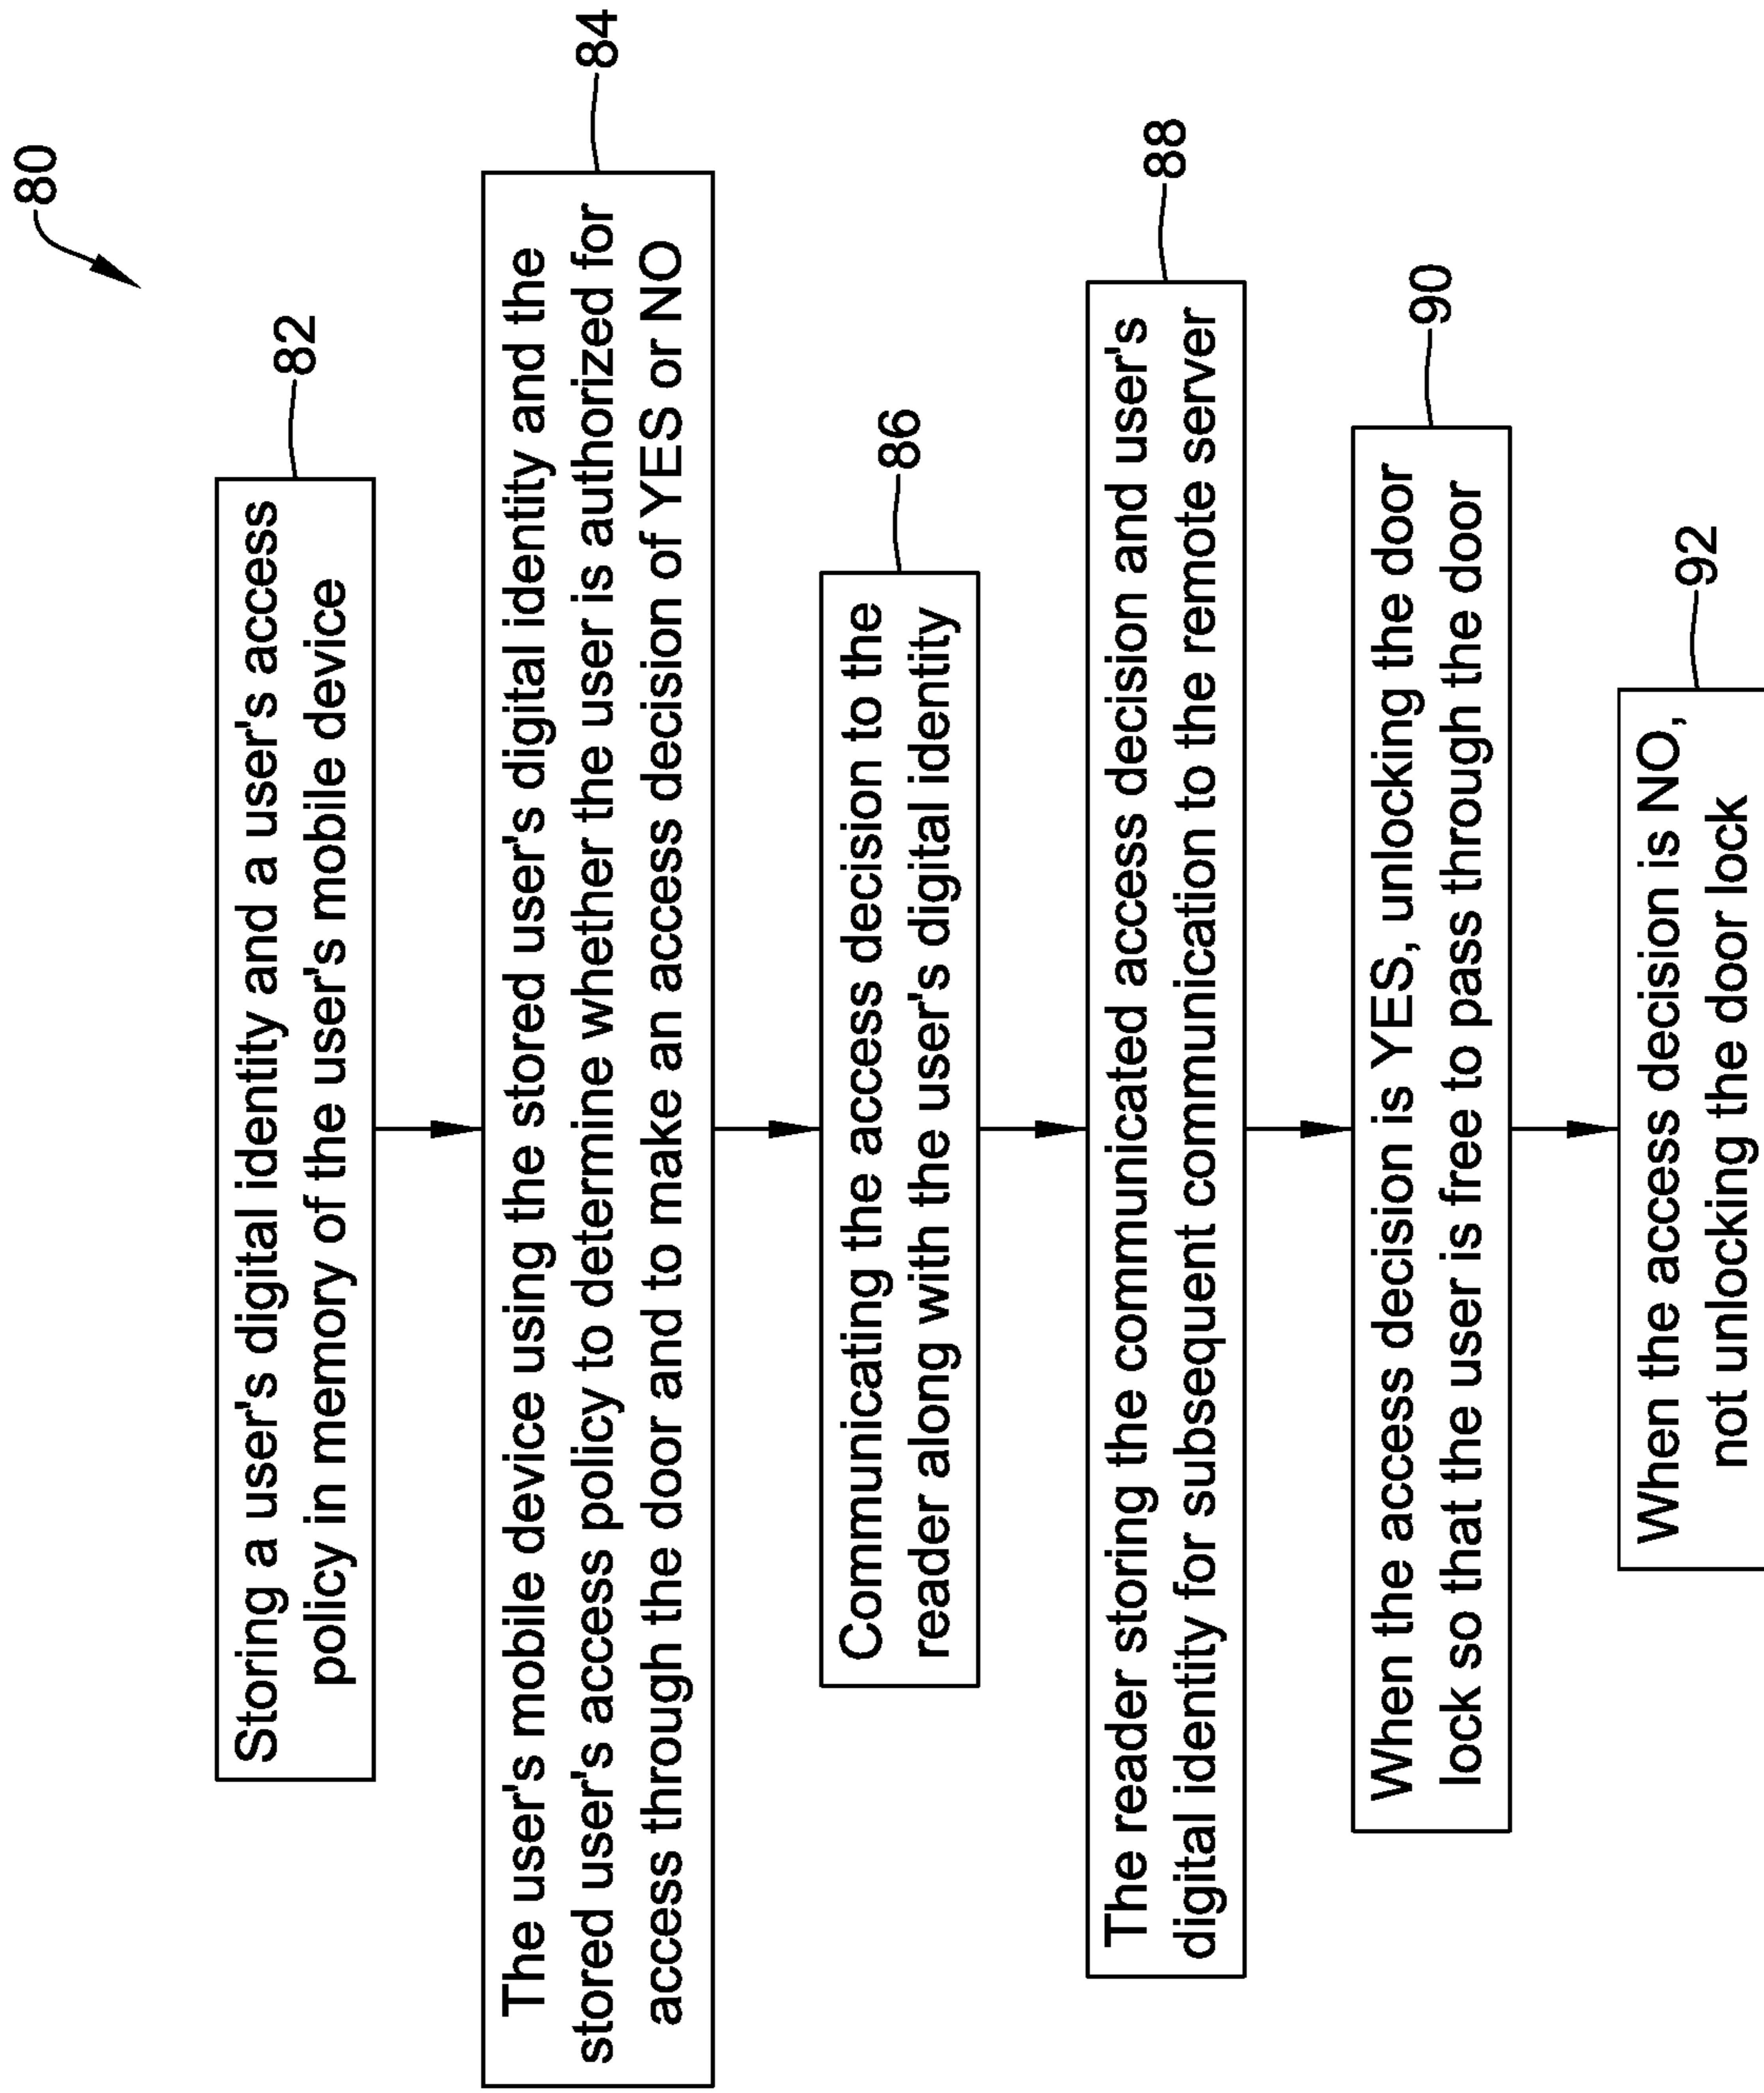 80
82
Storing a user's digital identity and a user's access
policy in memory of the user's mobile device
84
The user's mobile device using the stored user's digital identity and the
stored user's access policy to determine whether the user is authorized for
access through the door and to make an access decision of YES or NO
86
Communicating the access decision to the
reader along with the user's digital identity
88
The reader storing the communicated access decision and user's
digital identity for subsequent communication to the remote server
90
When the access decision is YES, unlocking the door
lock so that the user is free to pass through the door
92
When the access decision is NO,
not unlocking the door lock